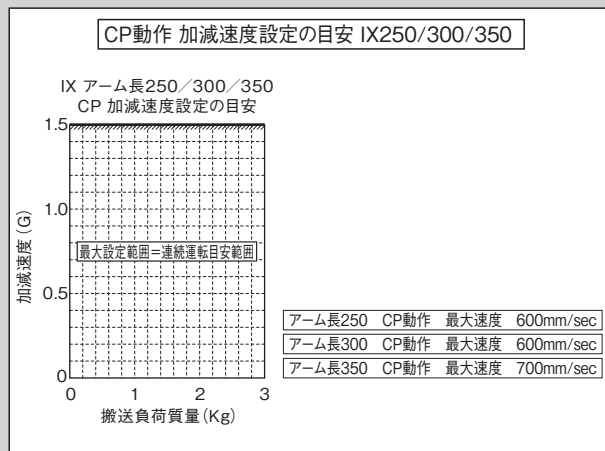 CP動作 加減速度設定の目安 IX250/300/350
IX アーム長250／300／350
CP 加減速度設定の目安
1.5
1.0
0.5
0
加減速度(G)
最大設定範囲＝連続運転目安範囲
0 1 2 3
搬送負荷質量(Kg)
アーム長250 CP動作 最大速度 600mm/sec
アーム長300 CP動作 最大速度 600mm/sec
アーム長350 CP動作 最大速度 700mm/sec